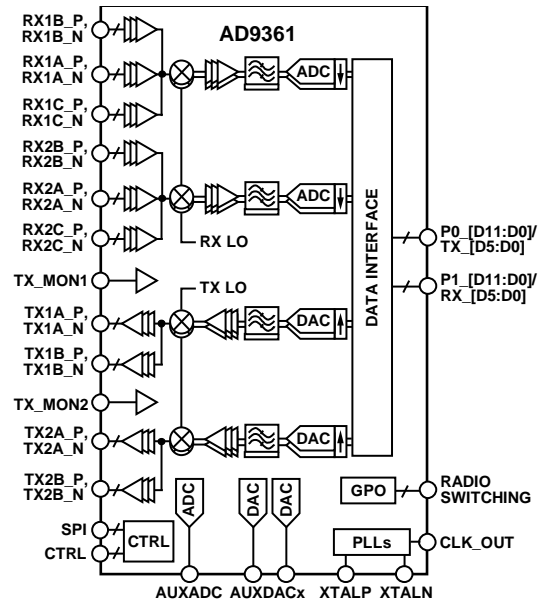 AD9361
RX1B_P,
RX1B_N
RX1A_P,
RX1A_N
RX1C_P,
RX1C_N
RX2B_P,
RX2B_N
RX2A_P,
RX2A_N
RX2C_P,
RX2C_N
TX_MON1
TX1A_P,
TX1A_N
TX1B_P,
TX1B_N
TX_MON2
TX2A_P,
TX2A_N
TX2B_P,
TX2B_N
SPI
CTRL
CTRL
ADC
ADC
RX LO
TX LO
DAC
DAC
DATA INTERFACE
P0_[D11:D0]/
TX_[D5:D0]
P1_[D11:D0]/
RX_[D5:D0]
GPO
RADIO
SWITCHING
ADC
DAC
DAC
PLLs
CLK_OUT
AUXADC
AUXDACx
XTALP
XTALN